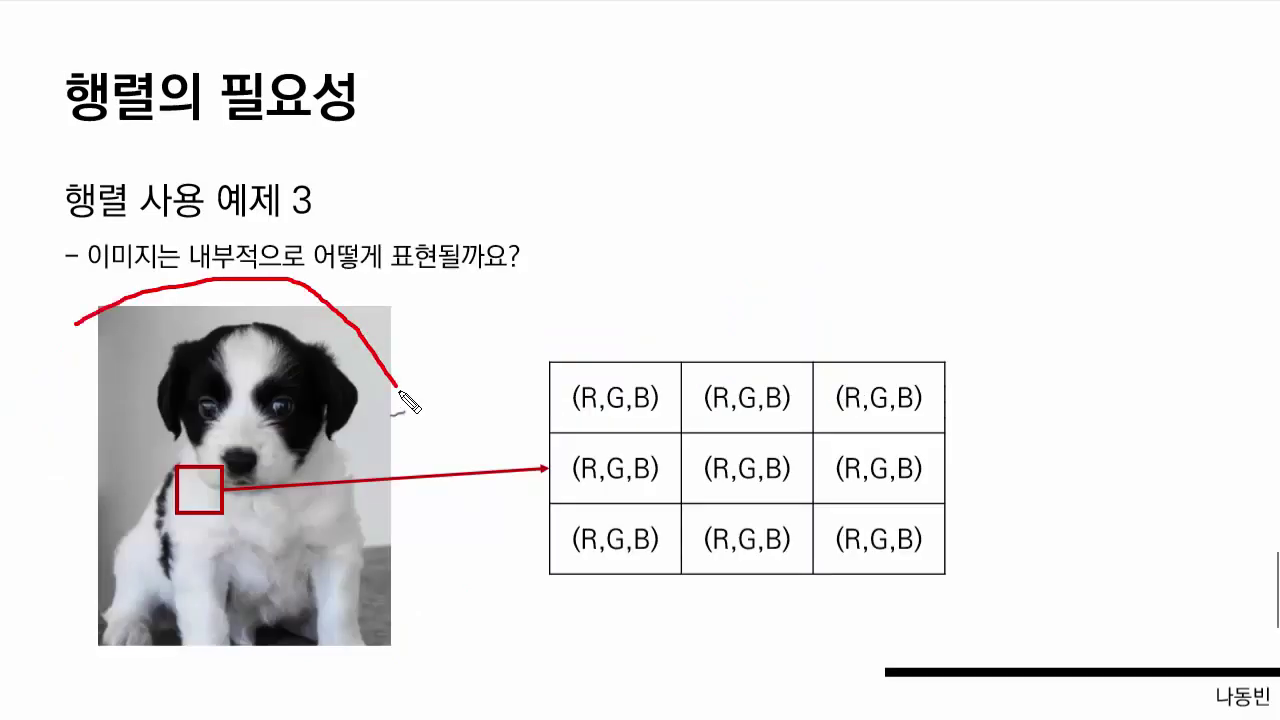 행렬의 필요성
행렬 사용 예제 3
- 이미지는 내부적으로 어떻게 표현될까요?
(R,G,B) (R,G,B) (R,G,B)
(R,G,B) (R,G,B) (R,G,B)
(R,G,B) (R,G,B) (R,G,B)
나동빈